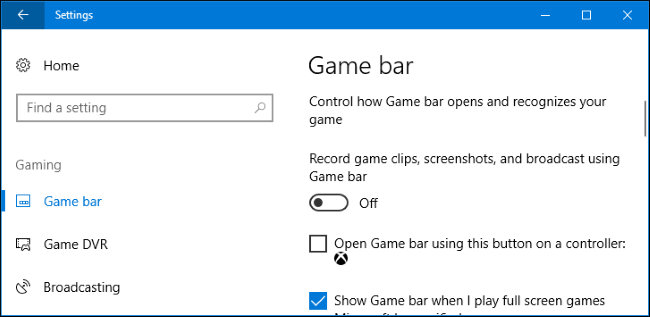 Settings
Home
Find a setting
Gaming
Game bar
Game DVR
Broadcasting
Game bar
Control how Game bar opens and recognizes your
game
Record game clips, screenshots, and broadcast using
Game bar
Off
Open Game bar using this button on a controller:
Show Game bar when I play full screen games